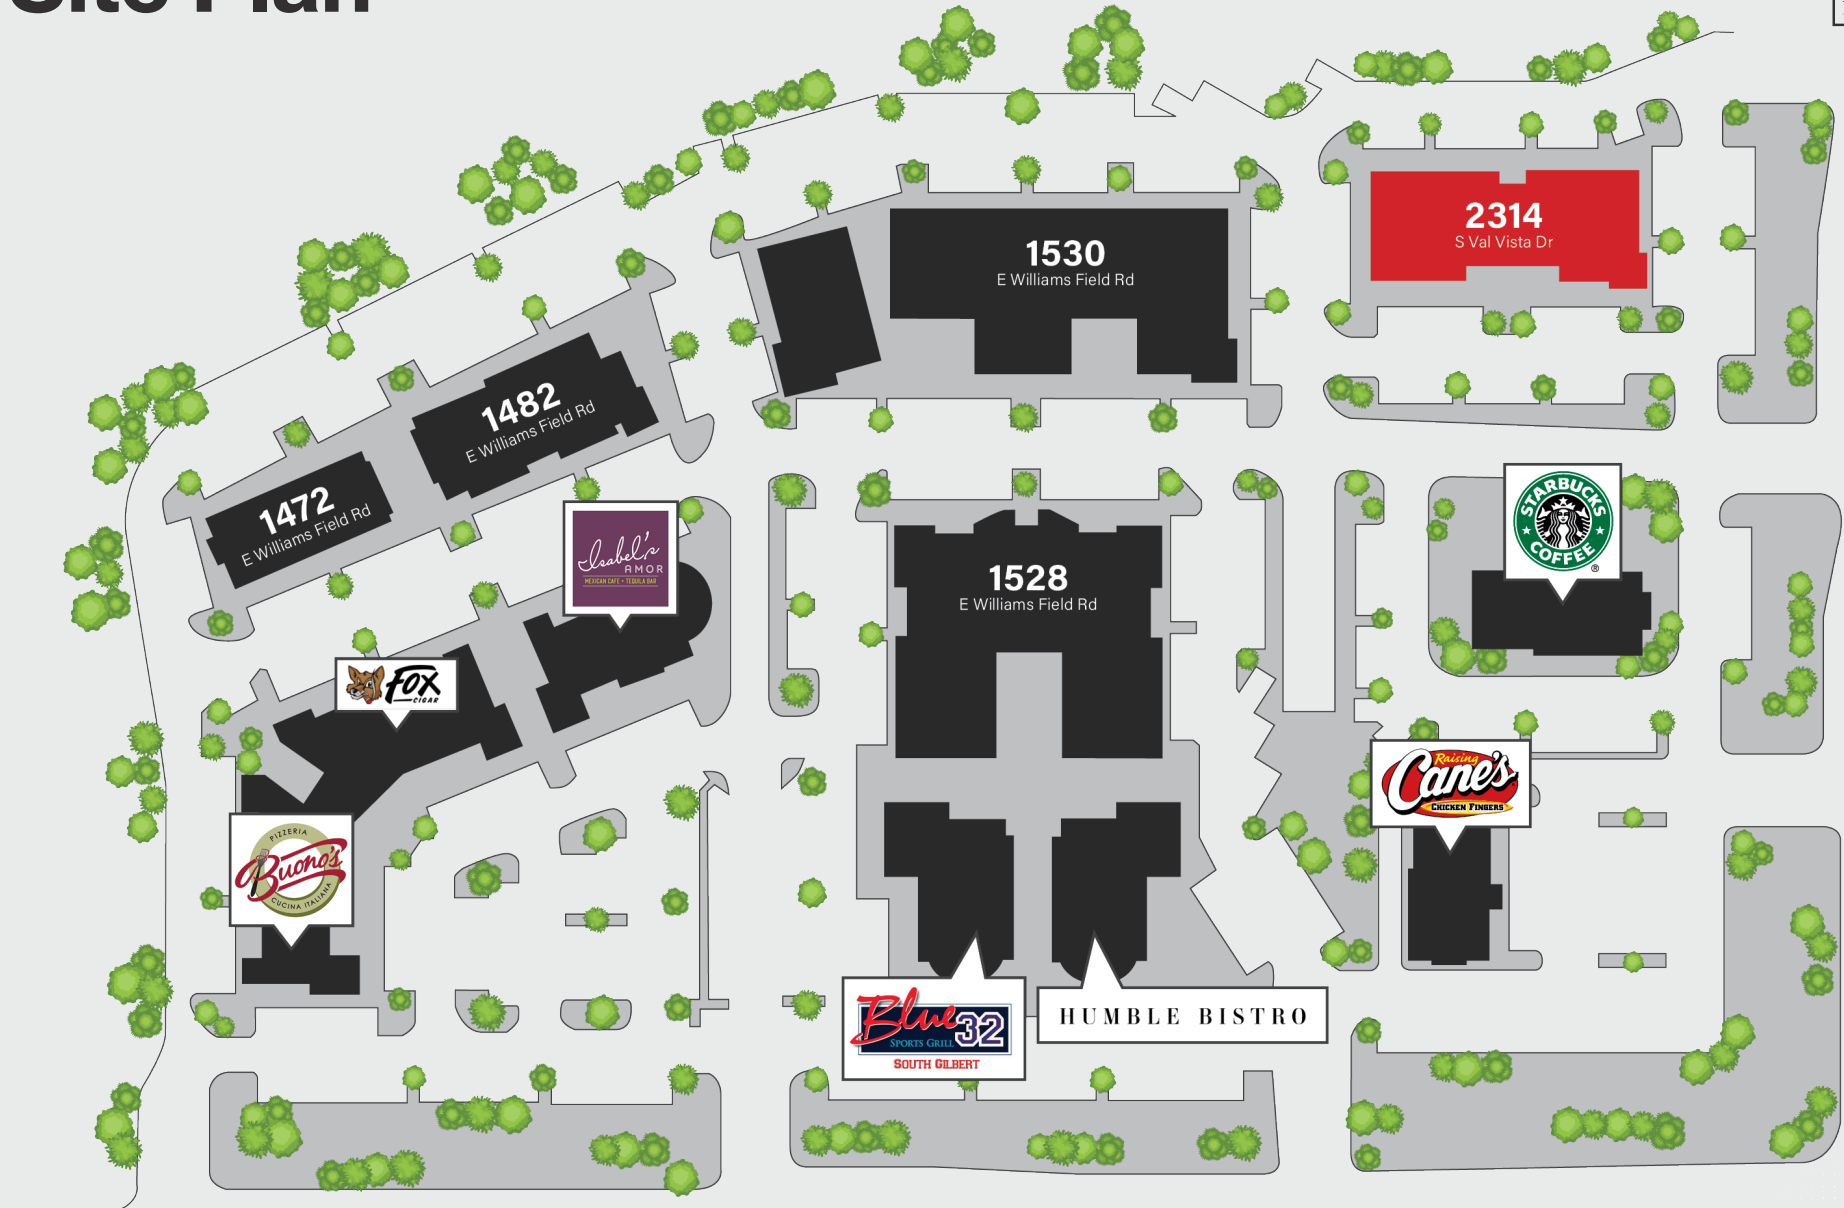 Site Plan
2314
S Val Vista Dr
1530
E Williams Field Rd
1482
E Williams Field Rd
1472
E Williams Field Rd
STARBUCKS
COFFEE
®
Isabel's
AMOR
MEXICAN CAFE • TEQUILA BAR
1528
E Williams Field Rd
FOX
CIGAR
Raising
Cane's
CHICKEN FINGERS
PIZZERIA
Buono's
CUCINA ITALIANA
Blue 32
SPORTS GRILL
SOUTH GILBERT
HUMBLE BISTRO